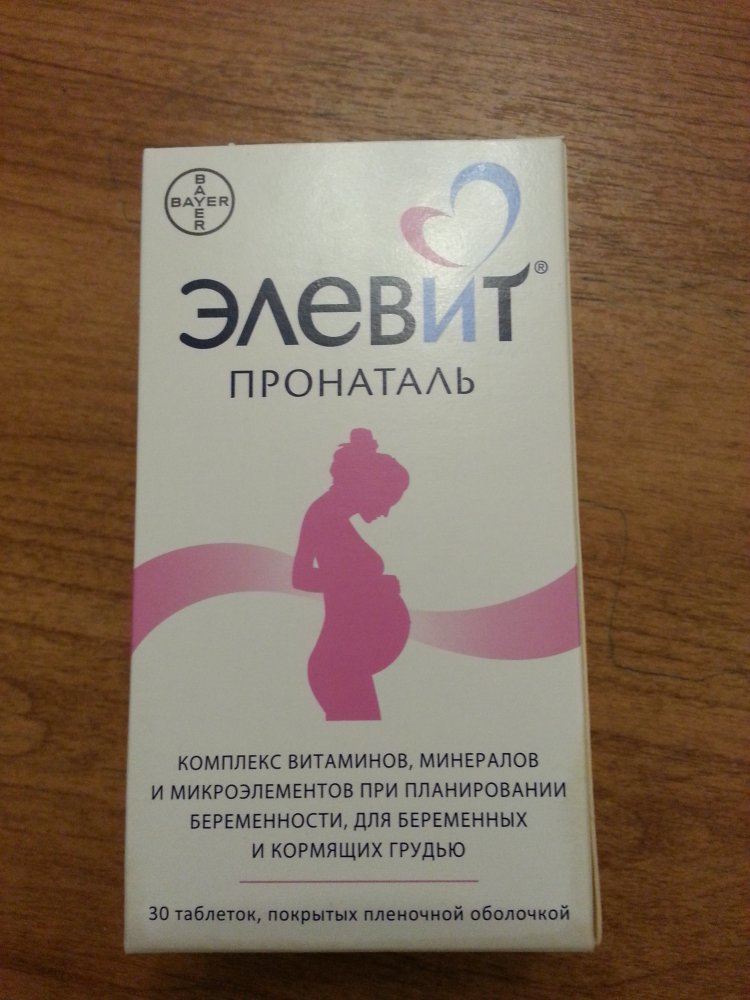 BAYER
BAYER
ЭЛЕВИТ®
ПРОНАТАЛЬ
КОМПЛЕКС ВИТАМИНОВ, МИНЕРАЛОВ
И МИКРОЭЛЕМЕНТОВ ПРИ ПЛАНИРОВАНИИ
БЕРЕМЕННОСТИ, ДЛЯ БЕРЕМЕННЫХ
И КОРМЯЩИХ ГРУДЬЮ
30 таблеток, покрытых пленочной оболочкой